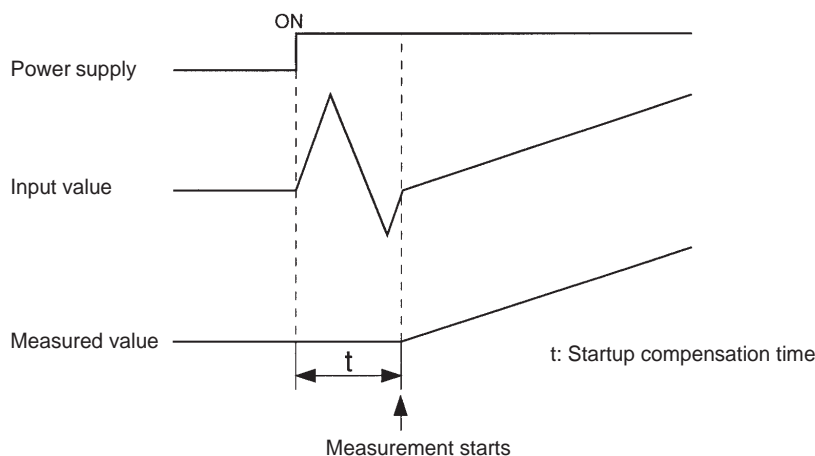 ON
Power supply
Input value
Measured value
t
t: Startup compensation time
Measurement starts